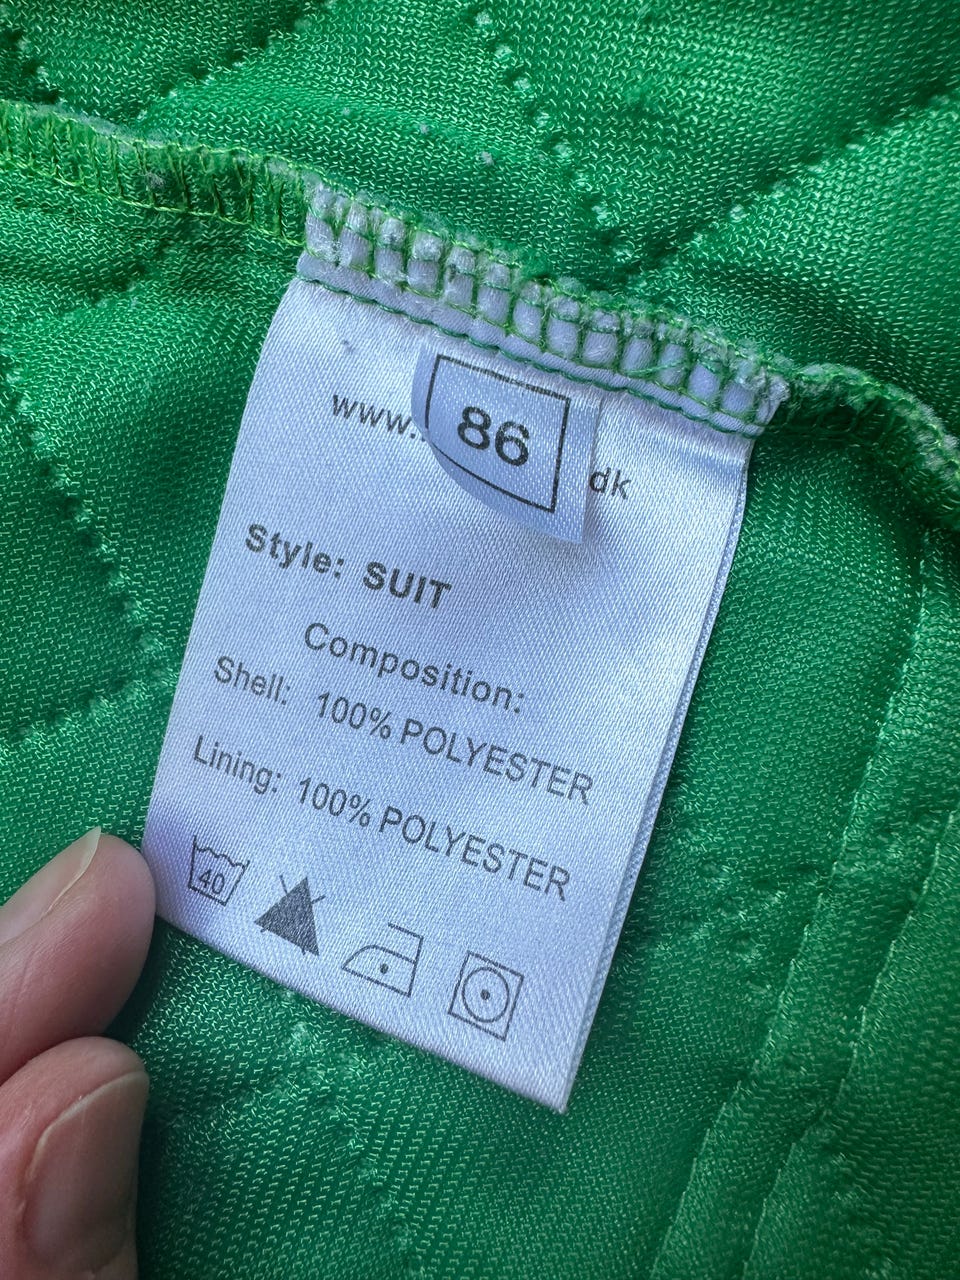 86
www.
dk
Style: SUIT
Composition:
Shell: 100% POLYESTER
Lining: 100% POLYESTER
40